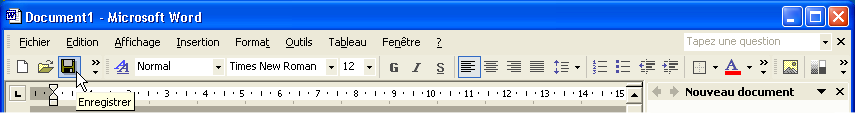 Document1 - Microsoft Word
Fichier Edition Affichage Insertion Format Outils Tableau Fenêtre ? Tapez une question
Normal Times New Roman 12 G I S A
L 1 2 3 4 5 6 7 8 9 10 11 12 13 14 15 Nouveau document
Enregistrer